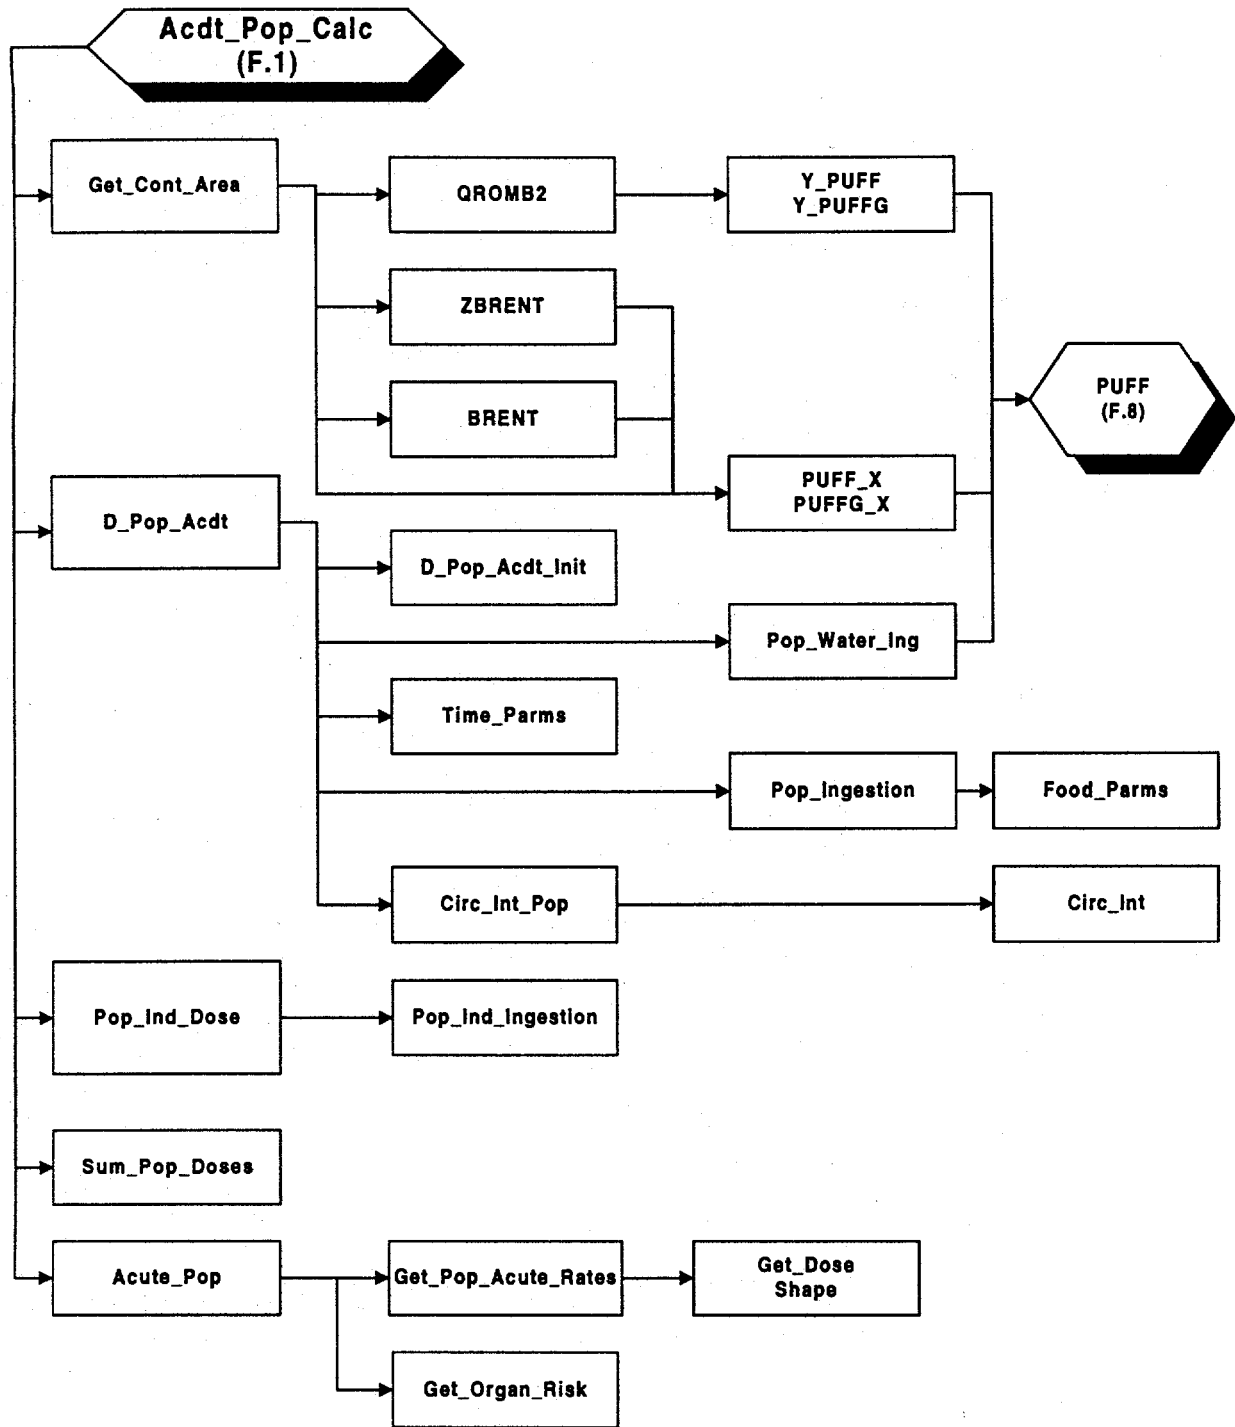 Acdt_Pop_Calc
(F.1)
Get_Cont_Area
QROMB2
Y_PUFF
Y_PUFFG
ZBRENT
BRENT
PUFF
(F.8)
PUFF_X
PUFFG_X
D_Pop_Acdt
D_Pop_Acdt_Init
Pop_Water_Ing
Time_Parms
Pop_Ingestion
Food_Parms
Circ_Int_Pop
Circ_Int
Pop_Ind_Dose
Pop_Ind_Ingestion
Sum_Pop_Doses
Acute_Pop
Get_Pop_Acute_Rates
Get_Dose
Shape
Get_Organ_Risk